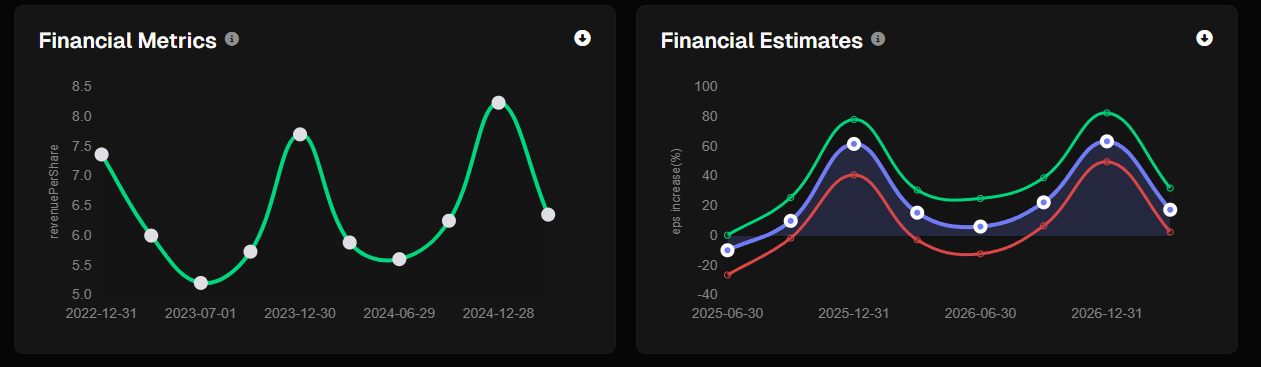 Financial Metrics
8.5
8.0
7.5
7.0
6.5
6.0
5.5
5.0
revenuePerShare
2022-12-31 2023-07-01 2023-12-30 2024-06-29 2024-12-28
Financial Estimates
100
80
60
40
20
0
-20
-40
eps increase(%)
2025-06-30 2025-12-31 2026-06-30 2026-12-31